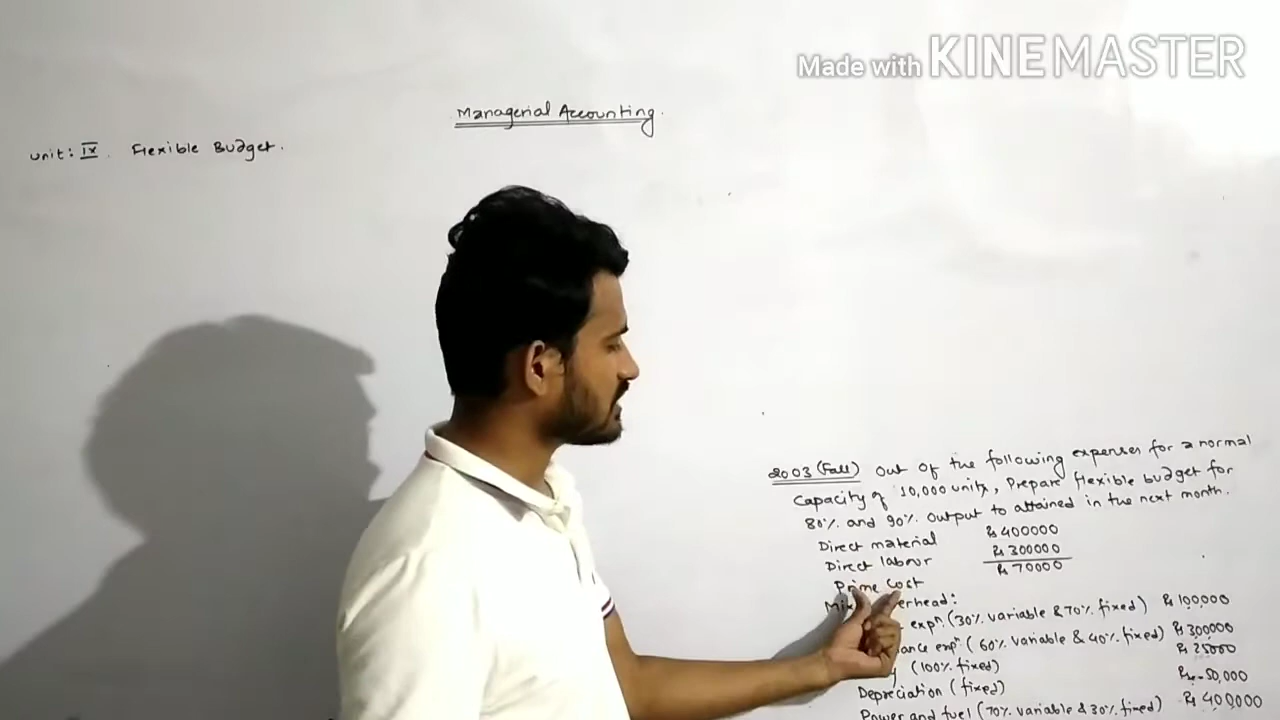 Made with KINEMASTER
Managerial Accounting.
Unit: IX. Flexible Budget.
2003 (Fall) Out of the following expenses for a normal
capacity of 10,000 units, Prepare flexible budget for
80% and 90% output to attained in the next month.
Direct material Rs 400000
Direct labour Rs 300000
Prime Cost Rs 70000
erhead:
expn (30% variable & 70% fixed) Rs 100,000
ance expn (60% variable & 40% fixed) Rs 300000
y (100% fixed) Rs 25000
Depreciation (fixed) Rs 50,000
Power and fuel (70% variable & 30% fixed) Rs 400000